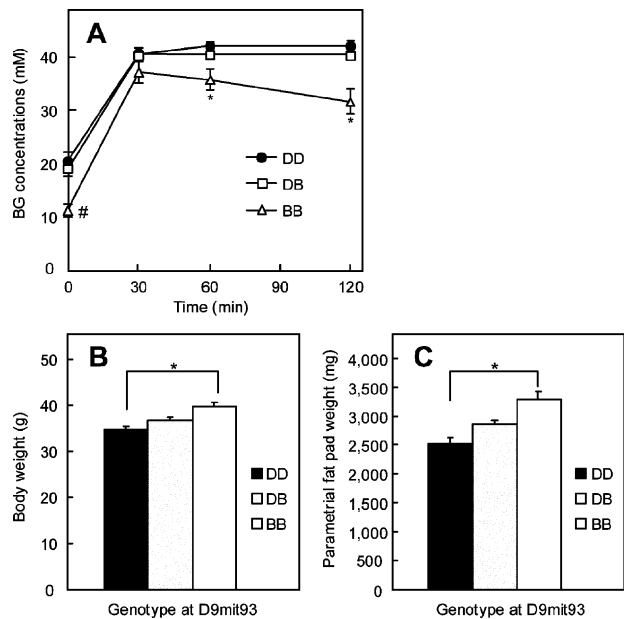 A
BG concentrations (mM)
40
30
20
10
0
#
*
*
DD
DB
BB
0
30
60
90
120
Time (min)
B
Body weight (g)
50
40
30
20
10
0
*
DD
DB
BB
Genotype at D9mit93
C
Parametrial fat pad weight (mg)
4,000
3,500
3,000
2,500
2,000
1,500
1,000
500
0
*
DD
DB
BB
Genotype at D9mit93